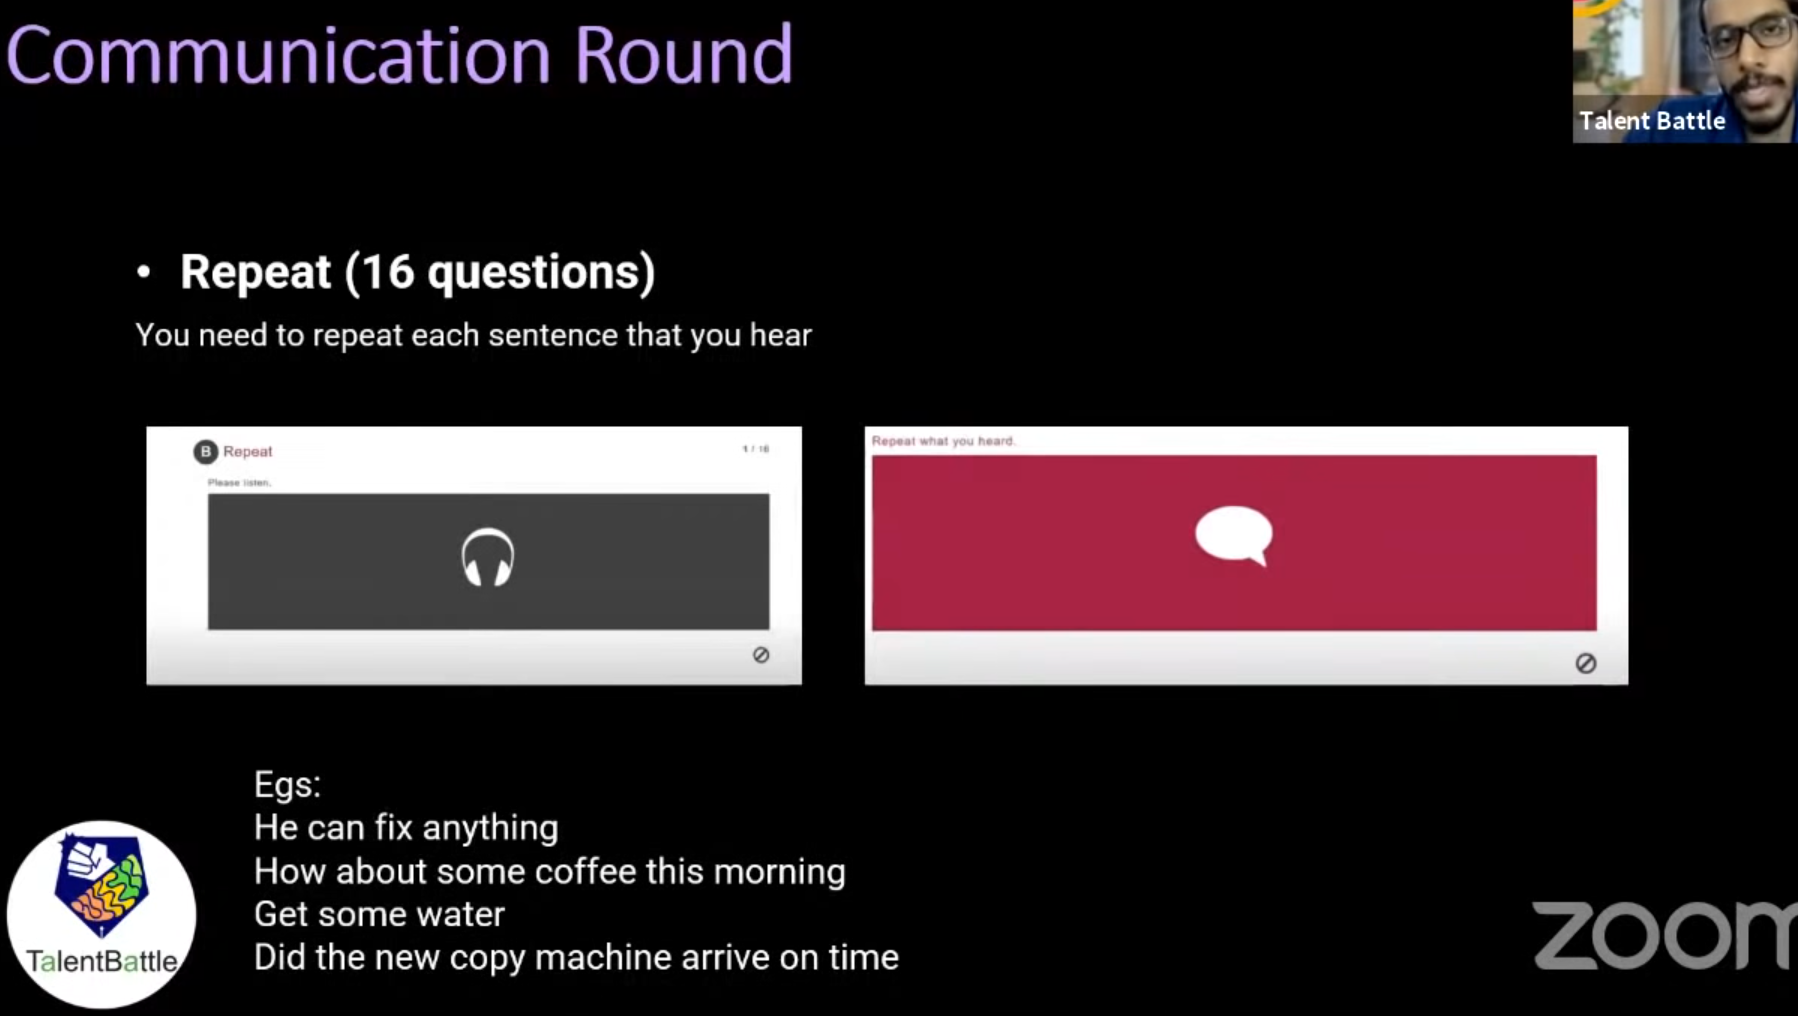 Communication Round
Talent Battle
• Repeat (16 questions)
You need to repeat each sentence that you hear
B Repeat
1 / 16
Please listen.
Repeat what you heard.
Egs:
He can fix anything
How about some coffee this morning
Get some water
Did the new copy machine arrive on time
TalentBattle
zoom